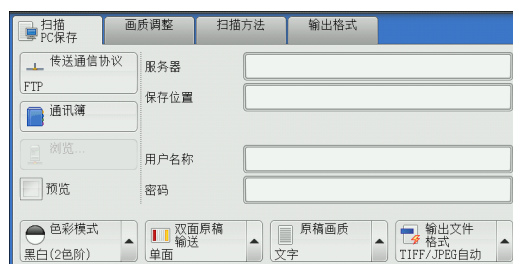 扫描
PC保存
画质调整
扫描方法
输出格式
传送通信协议
FTP
服务器
保存位置
通讯簿
浏览...
用户名称
预览
密码
色彩模式
黑白(2色阶)
双面原稿
输送
单面
原稿画质
文字
输出文件
格式
TIFF/JPEG自动